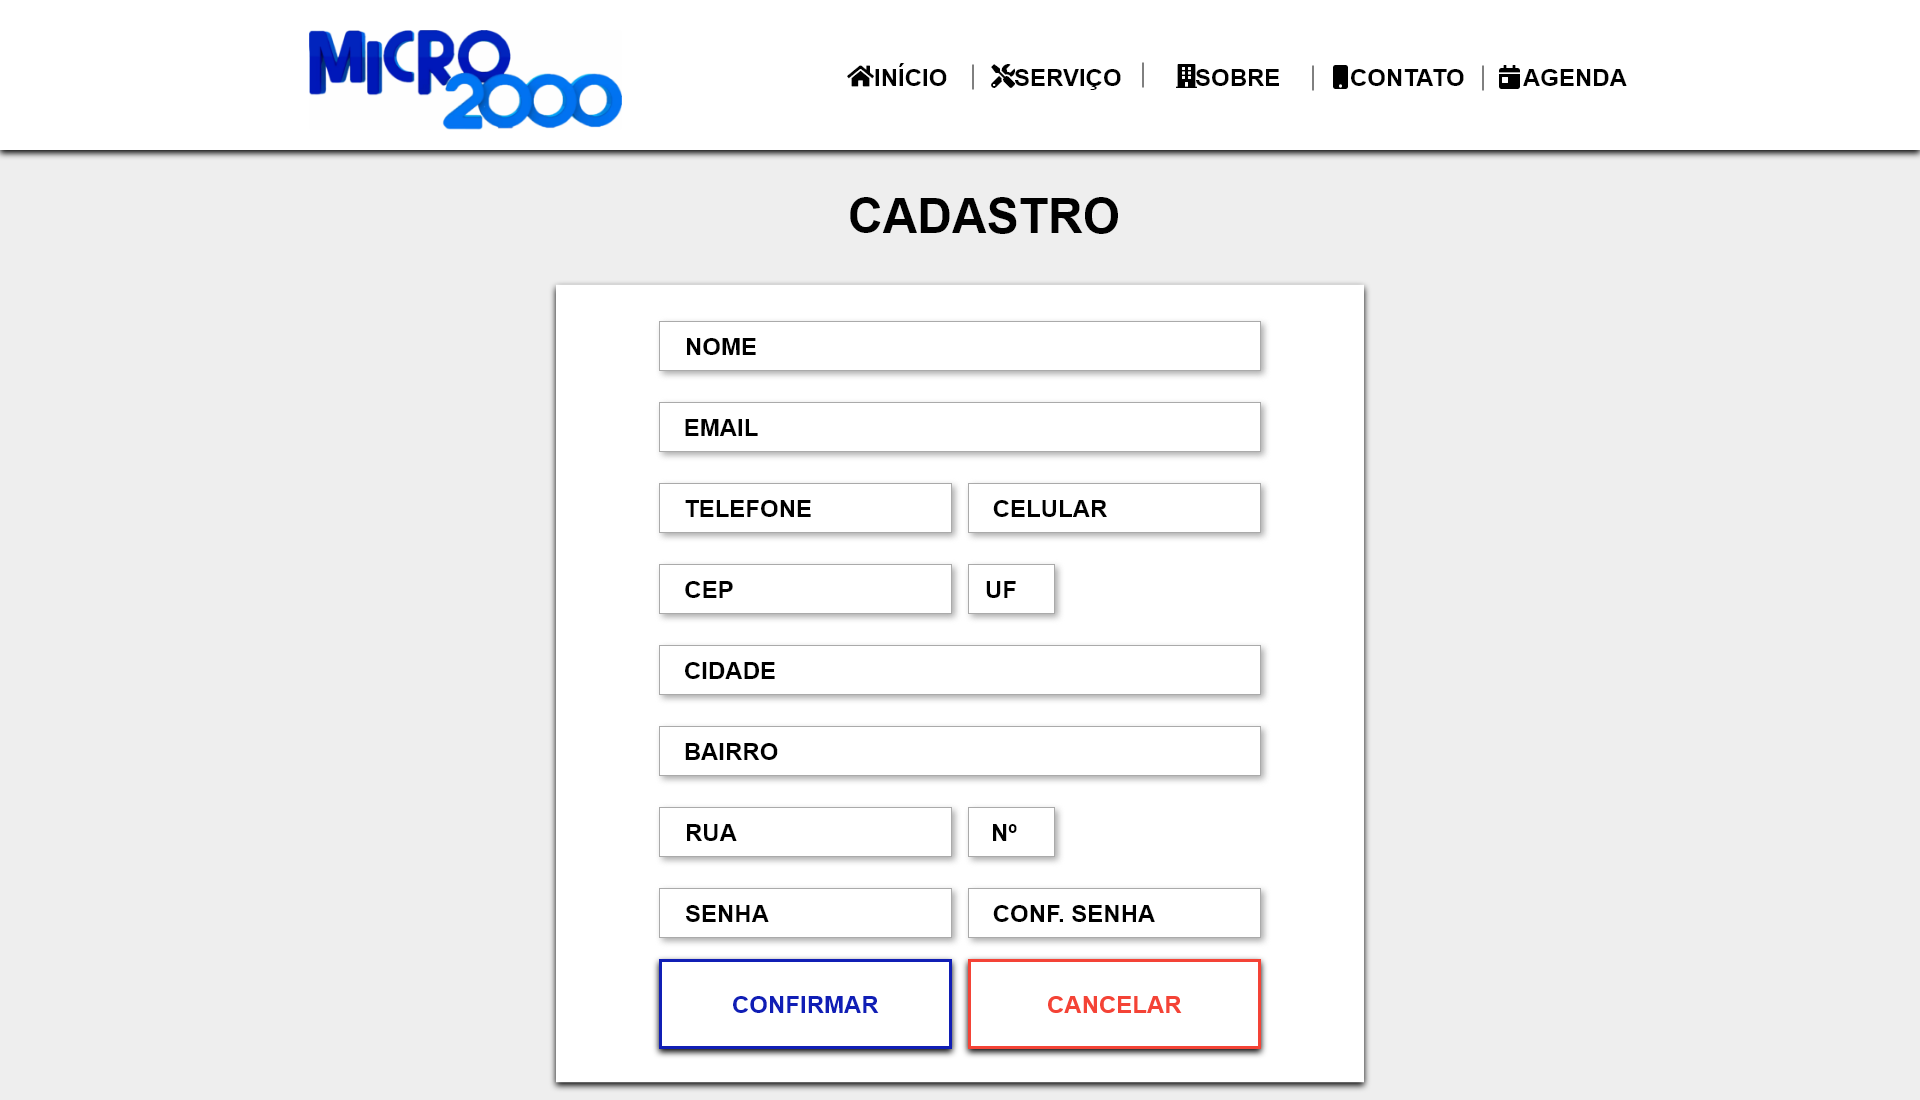 MICRO
2000
INÍCIO | SERVIÇO | SOBRE | CONTATO | AGENDA
CADASTRO
NOME
EMAIL
TELEFONE CELULAR
CEP UF
CIDADE
BAIRRO
RUA Nº
SENHA CONF. SENHA
CONFIRMAR CANCELAR